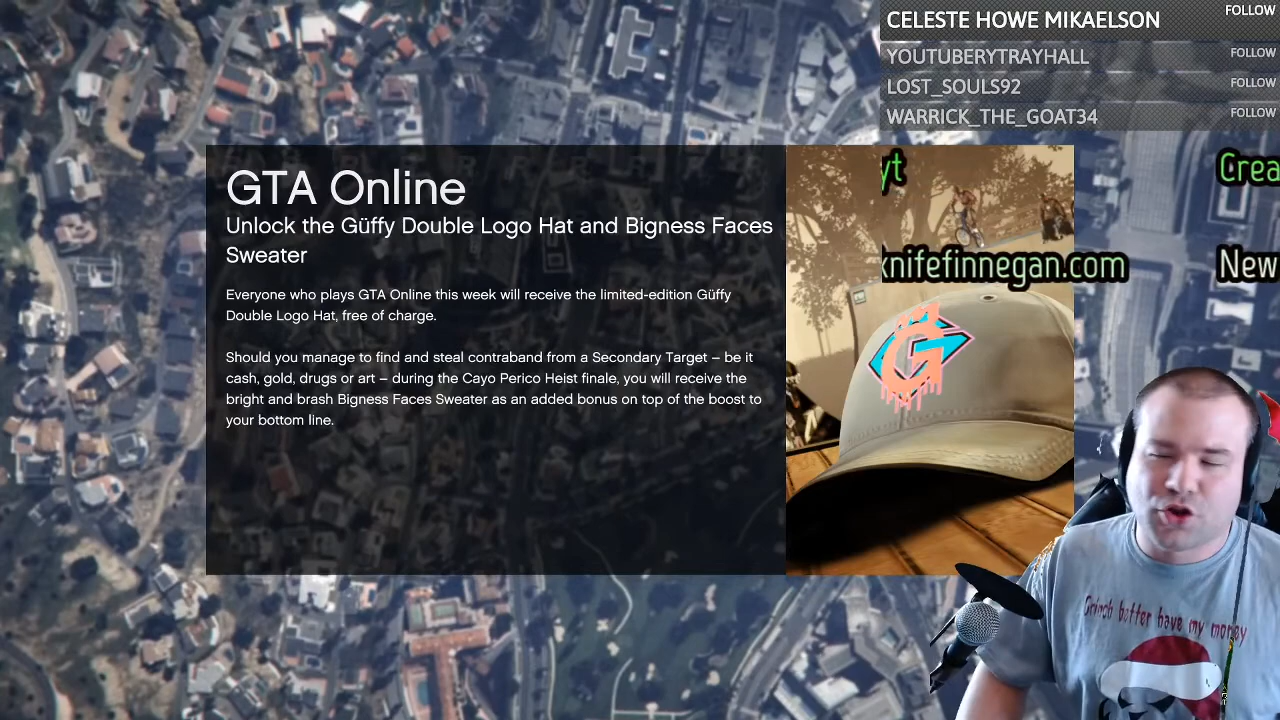 CELESTE HOWE MIKAELSON FOLLOW
YOUTUBERYTRAYHALL FOLLOW
LOST_SOULS92 FOLLOW
WARRICK_THE_GOAT34 FOLLOW
yt Crea
knifefinnegan.com New
GTA Online
Unlock the Güffy Double Logo Hat and Bigness Faces
Sweater
Everyone who plays GTA Online this week will receive the limited-edition Güffy
Double Logo Hat, free of charge.
Should you manage to find and steal contraband from a Secondary Target – be it
cash, gold, drugs or art – during the Cayo Perico Heist finale, you will receive the
bright and brash Bigness Faces Sweater as an added bonus on top of the boost to
your bottom line.
G
Grinch better have my money